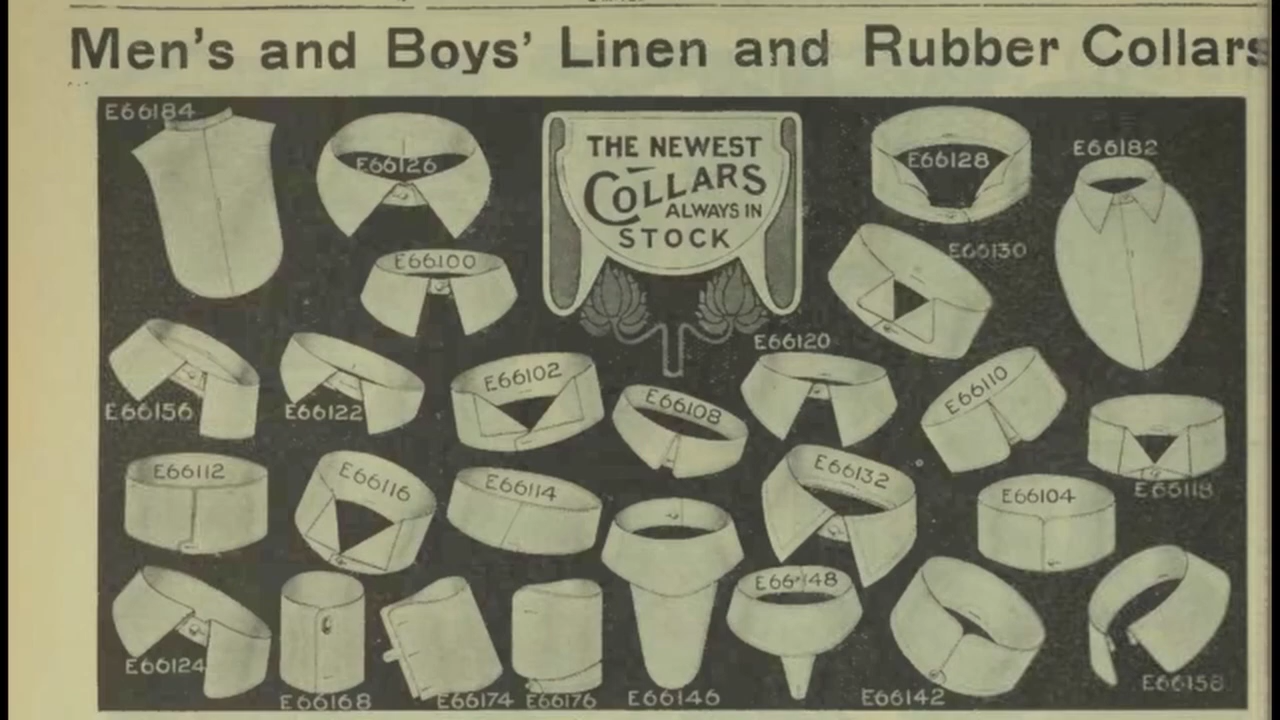 Men's and Boys' Linen and Rubber Collars
E66184
E66126
THE NEWEST
COLLARS
ALWAYS IN
STOCK
E66128
E66182
E66100
E66130
E66156
E66122
E66102
E66108
E66120
E66110
E66118
E66112
E66116
E66114
E66132
E66104
E66124
E66168
E66174
E66176
E66146
E66148
E66142
E66158